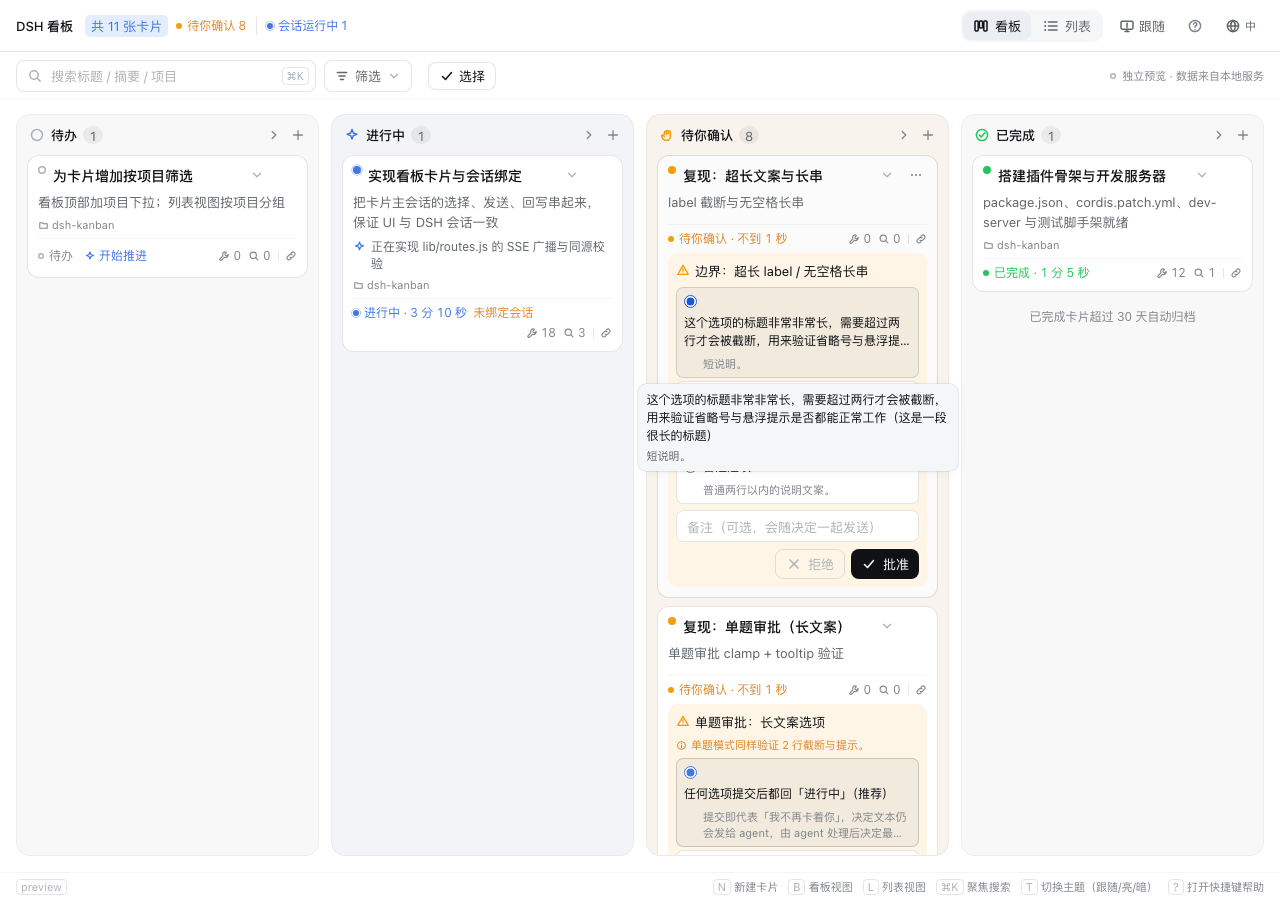 DSH 看板
共 11 张卡片
待你确认 8
会话运行中 1
看板
列表
跟随
中
搜索标题 / 摘要 / 项目
⌘K
筛选
选择
独立预览 · 数据来自本地服务
待办 1
为卡片增加按项目筛选
看板顶部加项目下拉；列表视图按项目分组
dsh-kanban
待办 开始推进 0 0
进行中 1
实现看板卡片与会话绑定
把卡片主会话的选择、发送、回写串起来，
保证 UI 与 DSH 会话一致
正在实现 lib/routes.js 的 SSE 广播与同源校
验
dsh-kanban
进行中 · 3 分 10 秒 未绑定会话
18 3
待你确认 8
复现：超长文案与长串
label 截断与无空格长串
待你确认 · 不到 1 秒 0 0
边界：超长 label / 无空格长串
这个选项的标题非常非常长，需要超过两
行才会被截断，用来验证省略号与悬浮提...
短说明。
这个选项的标题非常非常长，需要超过两行才会被截断，
用来验证省略号与悬浮提示是否都能正常工作（这是一段
很长的标题）
短说明。
普通两行以内的说明文案。
备注（可选，会随决定一起发送）
拒绝
批准
复现：单题审批（长文案）
单题审批 clamp + tooltip 验证
待你确认 · 不到 1 秒 0 0
单题审批：长文案选项
单题模式同样验证 2 行截断与提示。
任何选项提交后都回「进行中」（推荐）
提交即代表「我不再卡着你」，决定文本仍
会发给 agent，由 agent 处理后决定最...
已完成 1
搭建插件骨架与开发服务器
package.json、cordis.patch.yml、dev-
server 与测试脚手架就绪
dsh-kanban
已完成 · 1 分 5 秒 12 1
已完成卡片超过 30 天自动归档
preview
N 新建卡片
B 看板视图
L 列表视图
⌘K 聚焦搜索
T 切换主题（跟随/亮/暗）
? 打开快捷键帮助